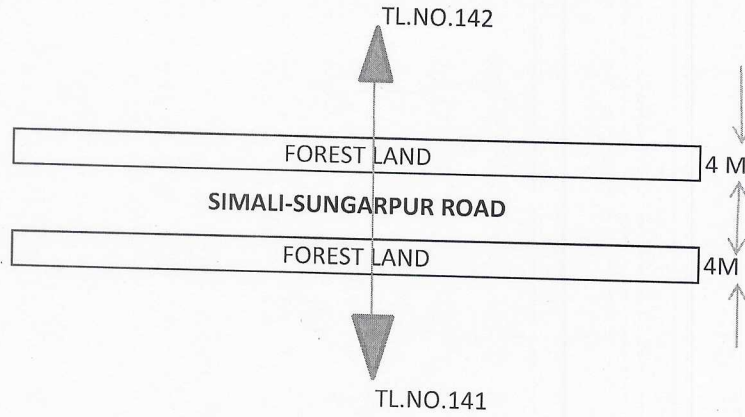 TL.NO.142
FOREST LAND
4 M
SIMALI-SUNGARPUR ROAD
FOREST LAND
4M
TL.NO.141